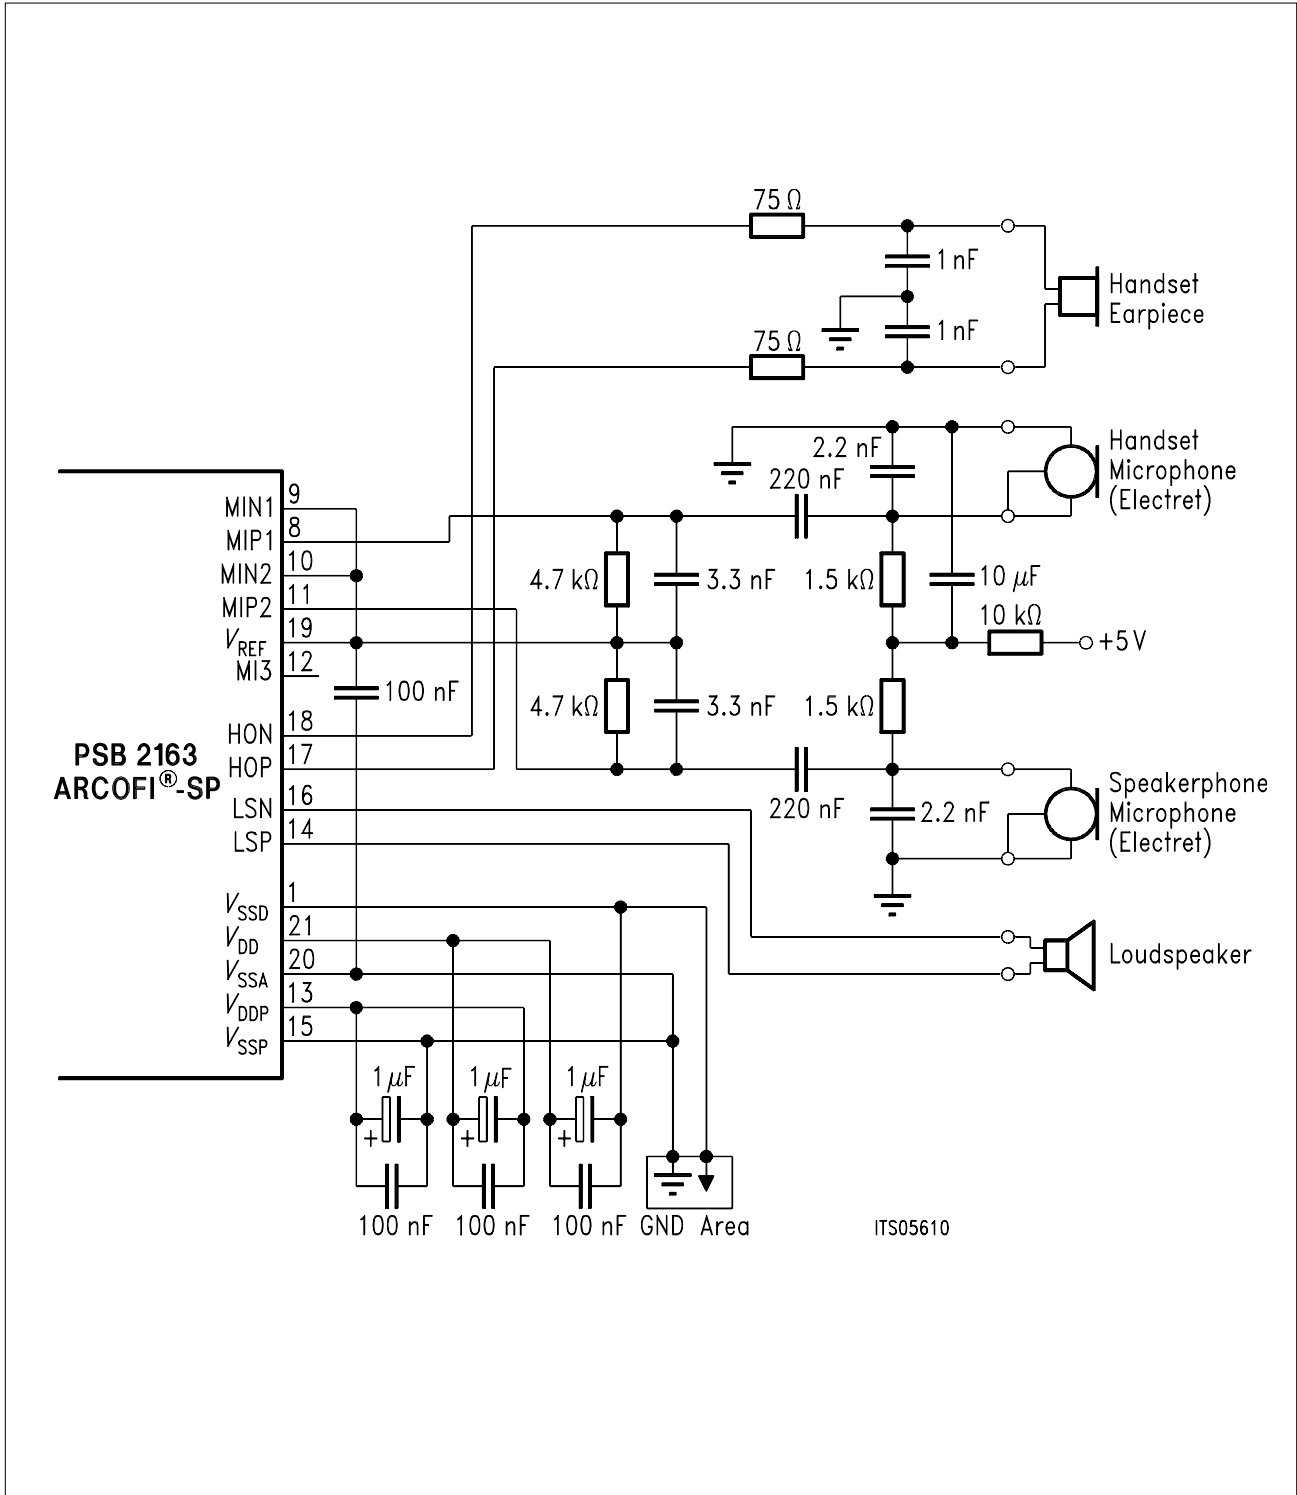 75 Ω
1 nF
Handset
Earpiece
1 nF
75 Ω
Handset
Microphone
(Electret)
2.2 nF
220 nF
MIN1 9
MIP1 8
MIN2 10
MIP2 11
VREF 19
MI3 12
4.7 kΩ
3.3 nF
1.5 kΩ
10 µF
10 kΩ
+5 V
100 nF
4.7 kΩ
3.3 nF
1.5 kΩ
HON 18
HOP 17
PSB 2163
ARCOFI®-SP
LSN 16
LSP 14
220 nF
2.2 nF
Speakerphone
Microphone
(Electret)
VSSD 1
VDD 21
VSSA 20
VDDP 13
VSSP 15
Loudspeaker
1 µF
1 µF
1 µF
+
+
+
100 nF
100 nF
100 nF
GND Area
ITS05610